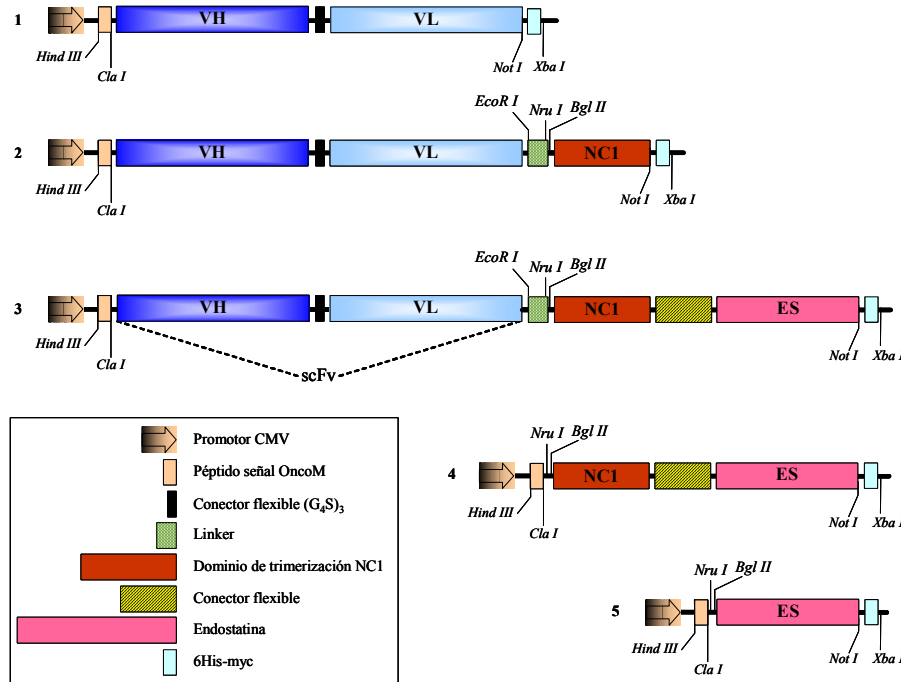 1
VH
VL
Hind III
Cla I
Not I
Xba I
EcoR I
Nru I
Bgl II
2
VH
VL
NC1
Hind III
Cla I
Not I
Xba I
EcoR I
Nru I
Bgl II
3
VH
VL
NC1
ES
Hind III
Cla I
Not I
Xba I
scFv
Promotor CMV
Péptido señal OncoM
Conector flexible (G4S)3
Linker
Dominio de trimerización NC1
Conector flexible
Endostatina
6His-myc
Nru I
Bgl II
4
NC1
ES
Hind III
Cla I
Not I
Xba I
Nru I
Bgl II
5
ES
Hind III
Cla I
Not I
Xba I